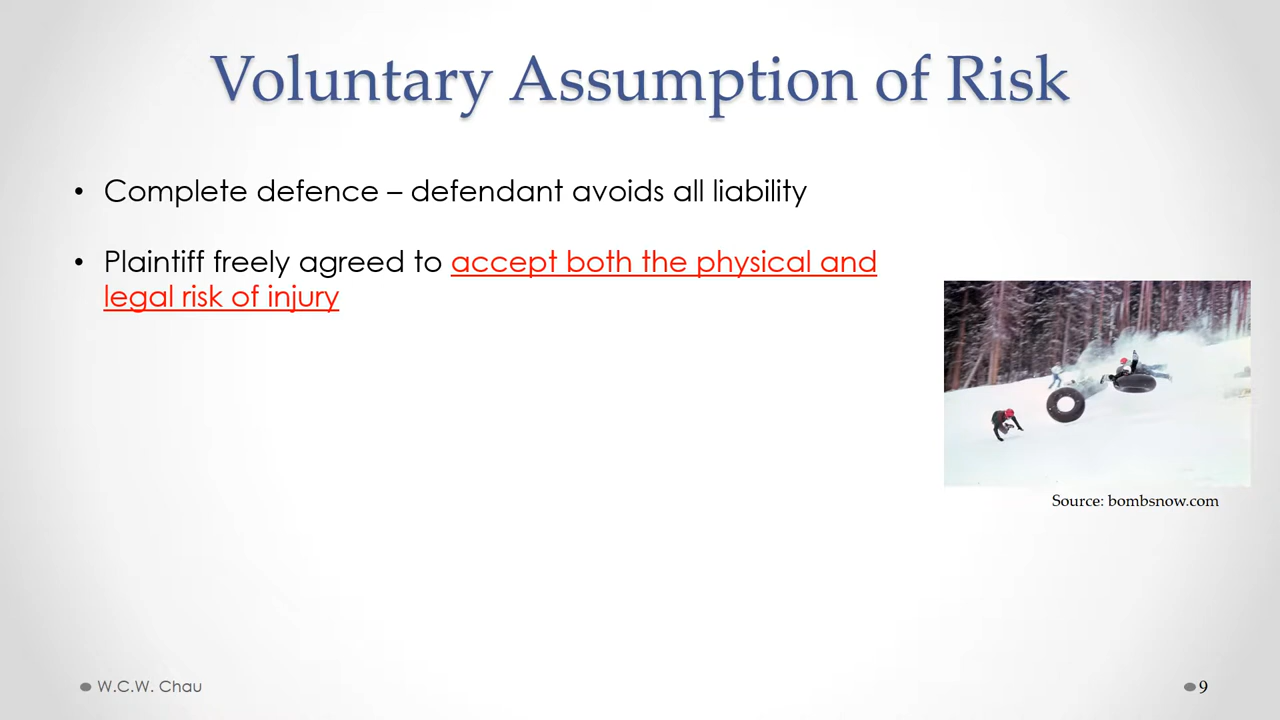 Voluntary Assumption of Risk
• Complete defence – defendant avoids all liability
• Plaintiff freely agreed to accept both the physical and
legal risk of injury
Source: bombsnow.com
W.C.W. Chau
9